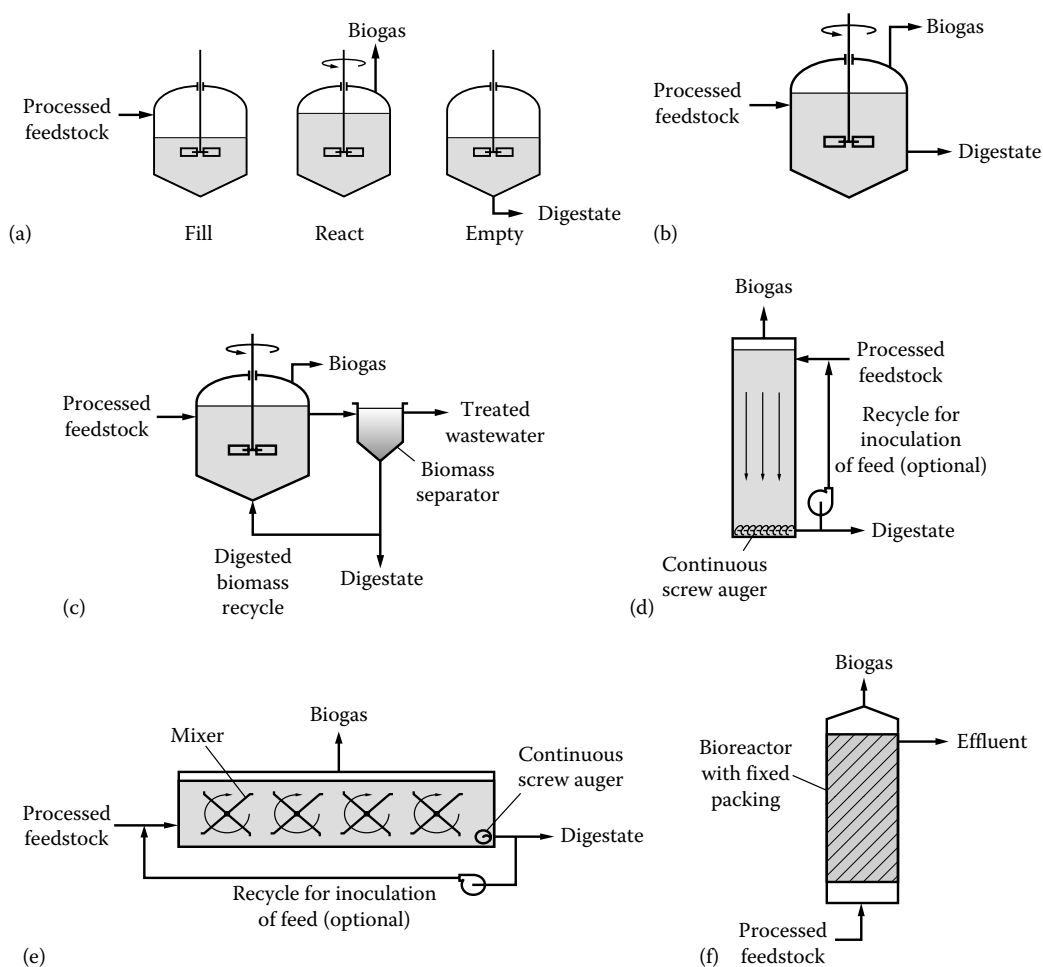 Biogas
Processed
feedstock
Digestate
(a)
Fill
React
Empty
Biogas
Processed
feedstock
Digestate
(b)
Biogas
Processed
feedstock
Treated
wastewater
Biomass
separator
Digested
biomass
recycle
Digestate
(c)
Biogas
Processed
feedstock
Recycle for
inoculation
of feed (optional)
Digestate
Continuous
screw auger
(d)
Mixer
Biogas
Continuous
screw auger
Processed
feedstock
Digestate
Recycle for inoculation
of feed (optional)
(e)
Biogas
Effluent
Bioreactor
with fixed
packing
Processed
feedstock
(f)